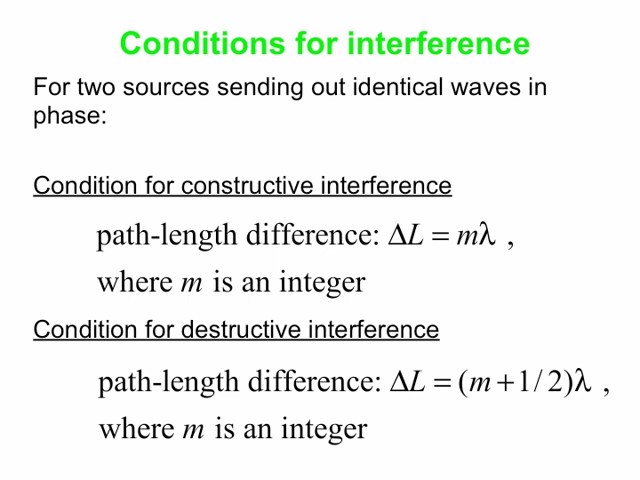 Conditions for interference
For two sources sending out identical waves in
phase:
Condition for constructive interference
path-length difference: ΔL = mλ ,
where m is an integer
Condition for destructive interference
path-length difference: ΔL = (m + 1/ 2)λ ,
where m is an integer